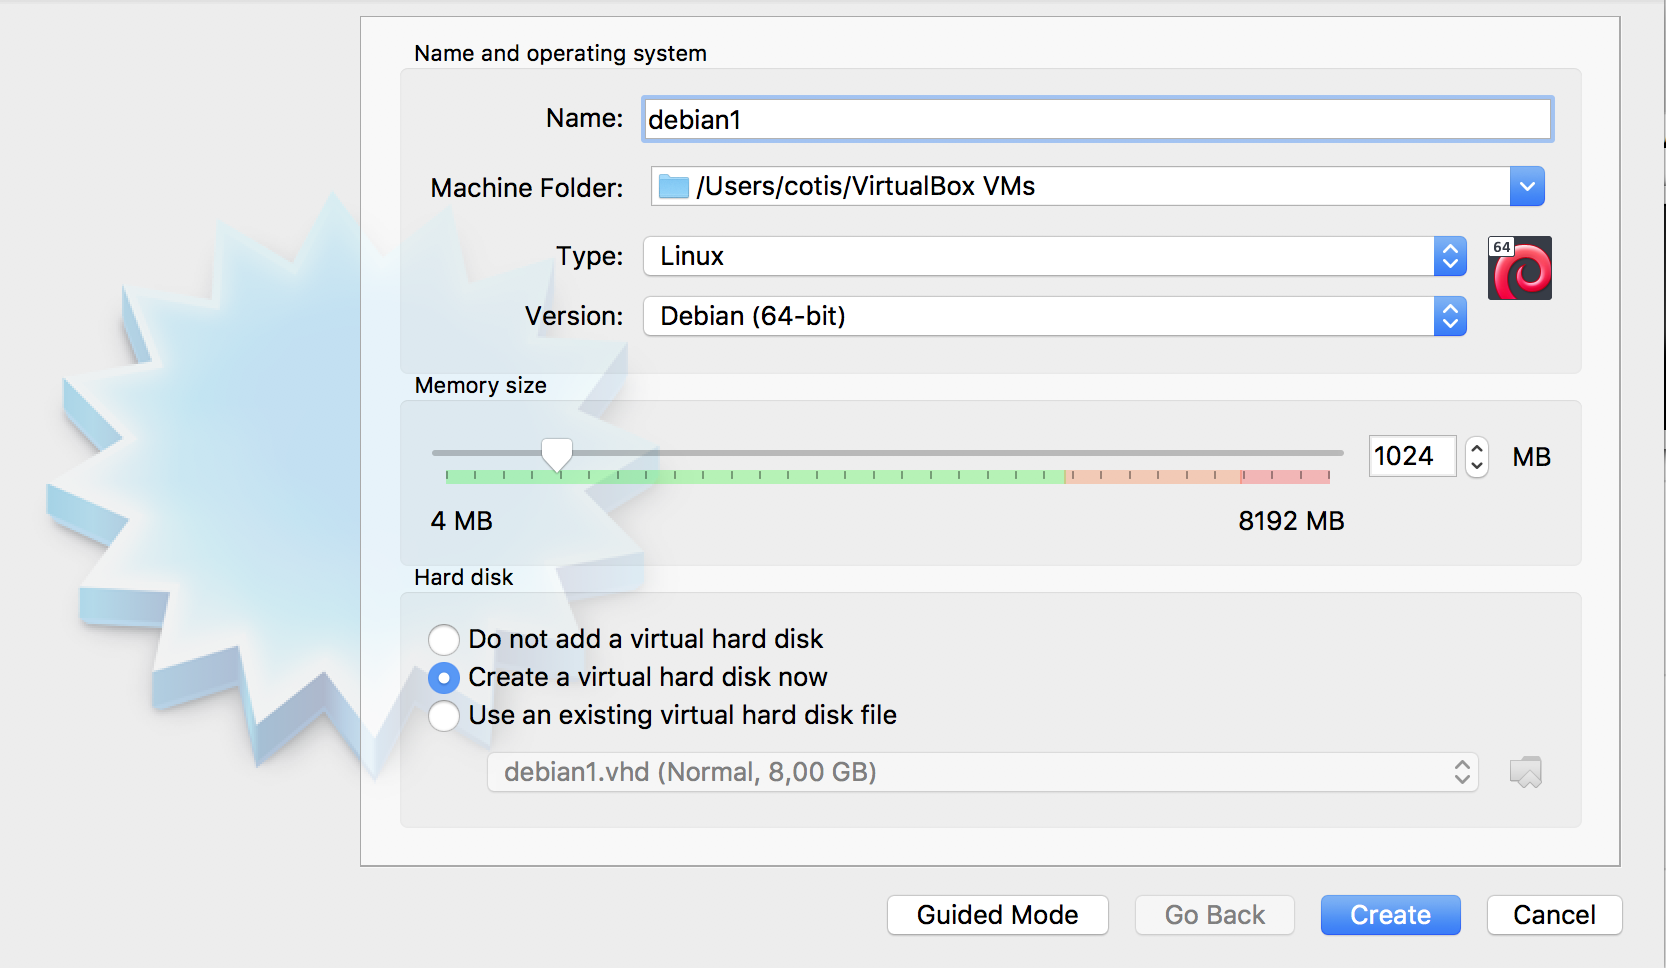 Name and operating system
Name: debian1
Machine Folder: /Users/cotis/VirtualBox VMs
Type: Linux
64
Version: Debian (64-bit)
Memory size
1024 MB
4 MB 8192 MB
Hard disk
Do not add a virtual hard disk
Create a virtual hard disk now
Use an existing virtual hard disk file
debian1.vhd (Normal, 8,00 GB)
Guided Mode Go Back Create Cancel